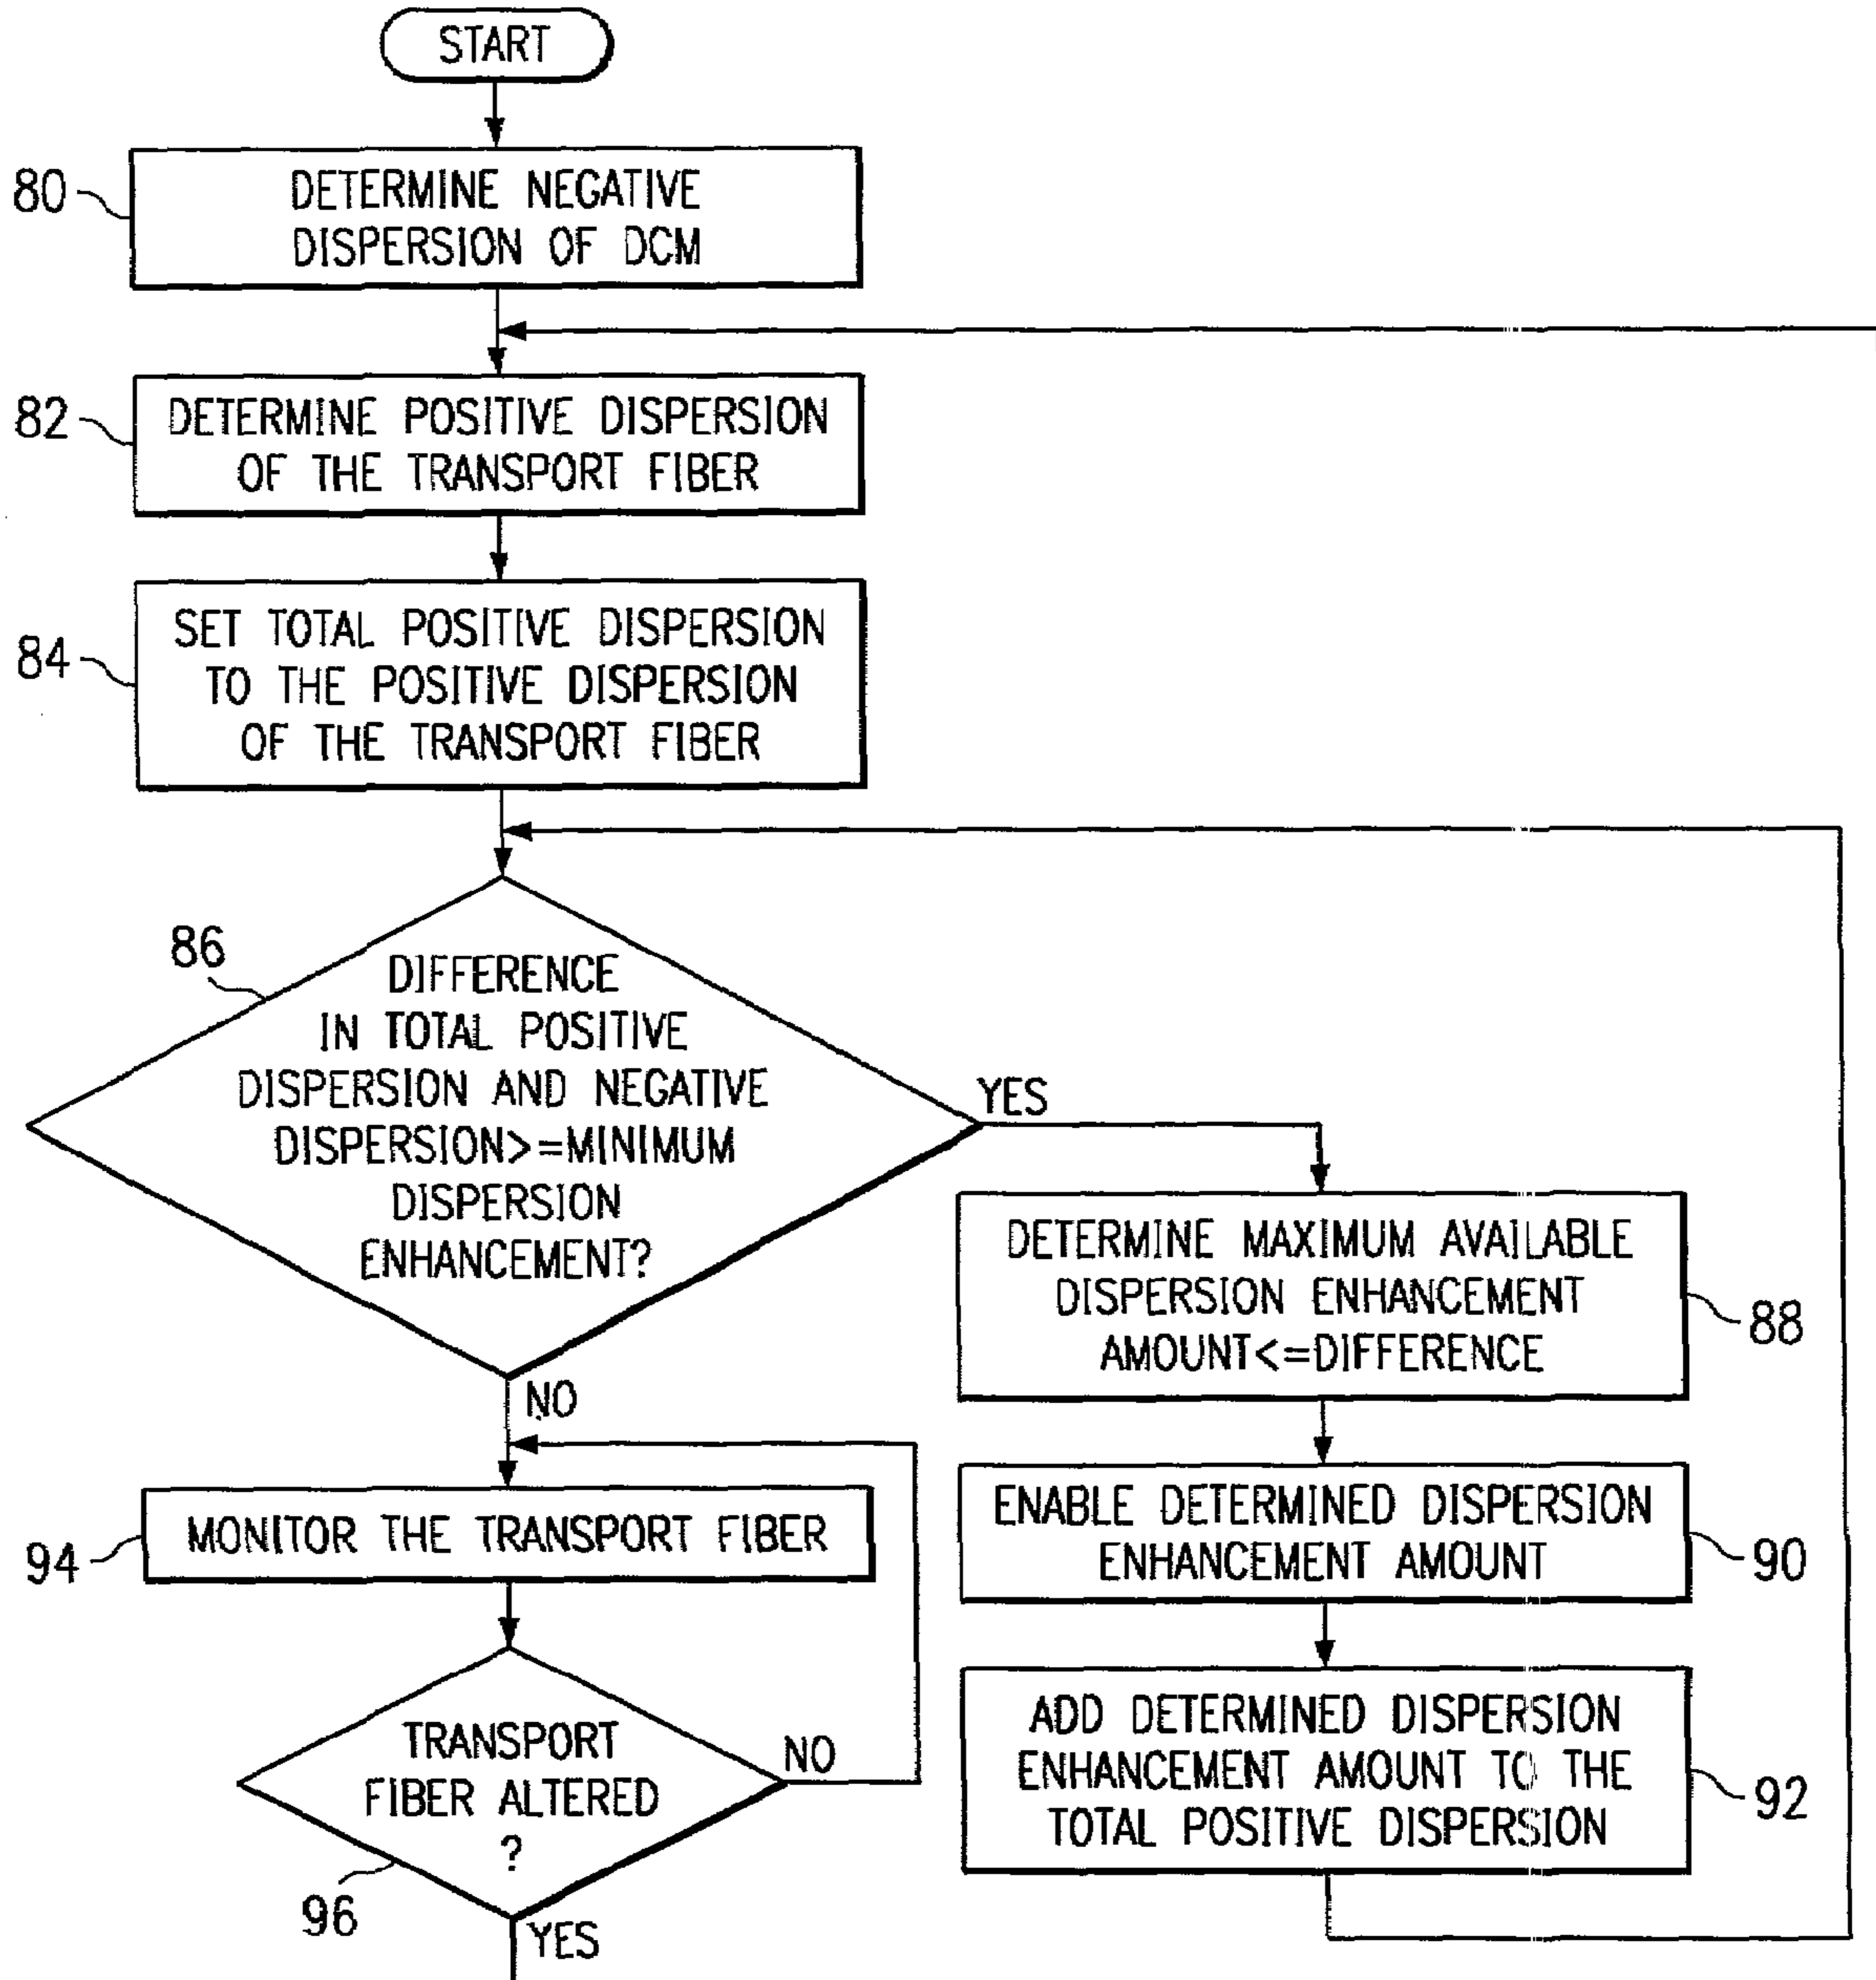 START
80
DETERMINE NEGATIVE
DISPERSION OF DCM
82
DETERMINE POSITIVE DISPERSION
OF THE TRANSPORT FIBER
84
SET TOTAL POSITIVE DISPERSION
TO THE POSITIVE DISPERSION
OF THE TRANSPORT FIBER
86
DIFFERENCE
IN TOTAL POSITIVE
DISPERSION AND NEGATIVE
DISPERSION>=MINIMUM
DISPERSION
ENHANCEMENT?
YES
NO
DETERMINE MAXIMUM AVAILABLE
DISPERSION ENHANCEMENT
AMOUNT<=DIFFERENCE
88
ENABLE DETERMINED DISPERSION
ENHANCEMENT AMOUNT
90
ADD DETERMINED DISPERSION
ENHANCEMENT AMOUNT TO THE
TOTAL POSITIVE DISPERSION
92
94
MONITOR THE TRANSPORT FIBER
TRANSPORT
FIBER ALTERED
?
NO
96
YES